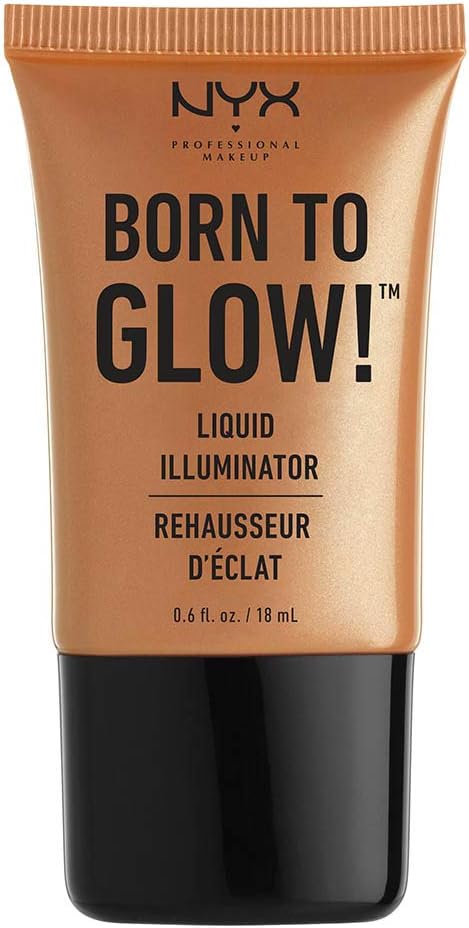 NYX
PROFESSIONAL
MAKEUP
BORN TO
GLOW!™
LIQUID
ILLUMINATOR
REHAUSSEUR
D'ÉCLAT
0.6 fl. oz. / 18 mL